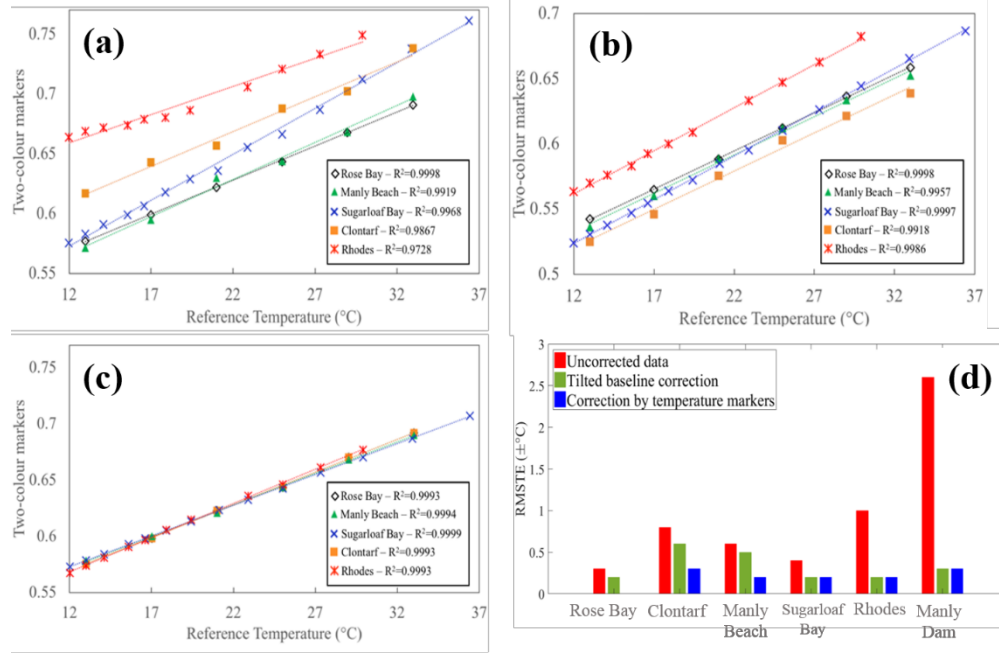 (a)
0.75
0.7
0.65
0.6
0.55
Two-colour markers
Rose Bay – R²=0.9998
Manly Beach – R²=0.9919
Sugarloaf Bay – R²=0.9968
Clontarf – R²=0.9867
Rhodes – R²=0.9728
12 17 22 27 33 37
Reference Temperature (°C)
(b)
0.7
0.65
0.6
0.55
0.5
Two-colour markers
Rose Bay – R²=0.9998
Manly Beach – R²=0.9957
Sugarloaf Bay – R²=0.9997
Clontarf – R²=0.9918
Rhodes – R²=0.9986
12 17 22 27 33 37
Reference Temperature (°C)
(c)
0.75
0.7
0.65
0.6
0.55
Two-colour markers
Rose Bay – R²=0.9993
Manly Beach – R²=0.9994
Sugarloaf Bay – R²=0.9999
Clontarf – R²=0.9993
Rhodes – R²=0.9993
12 17 22 27 33 37
Reference Temperature (°C)
(d)
3
2.5
2
1.5
1
0.5
0
RMSTE (±°C)
Uncorrected data
Tilted baseline correction
Correction by temperature markers
Rose Bay Clontarf Manly Sugarloaf Rhodes Manly
Beach Bay Dam